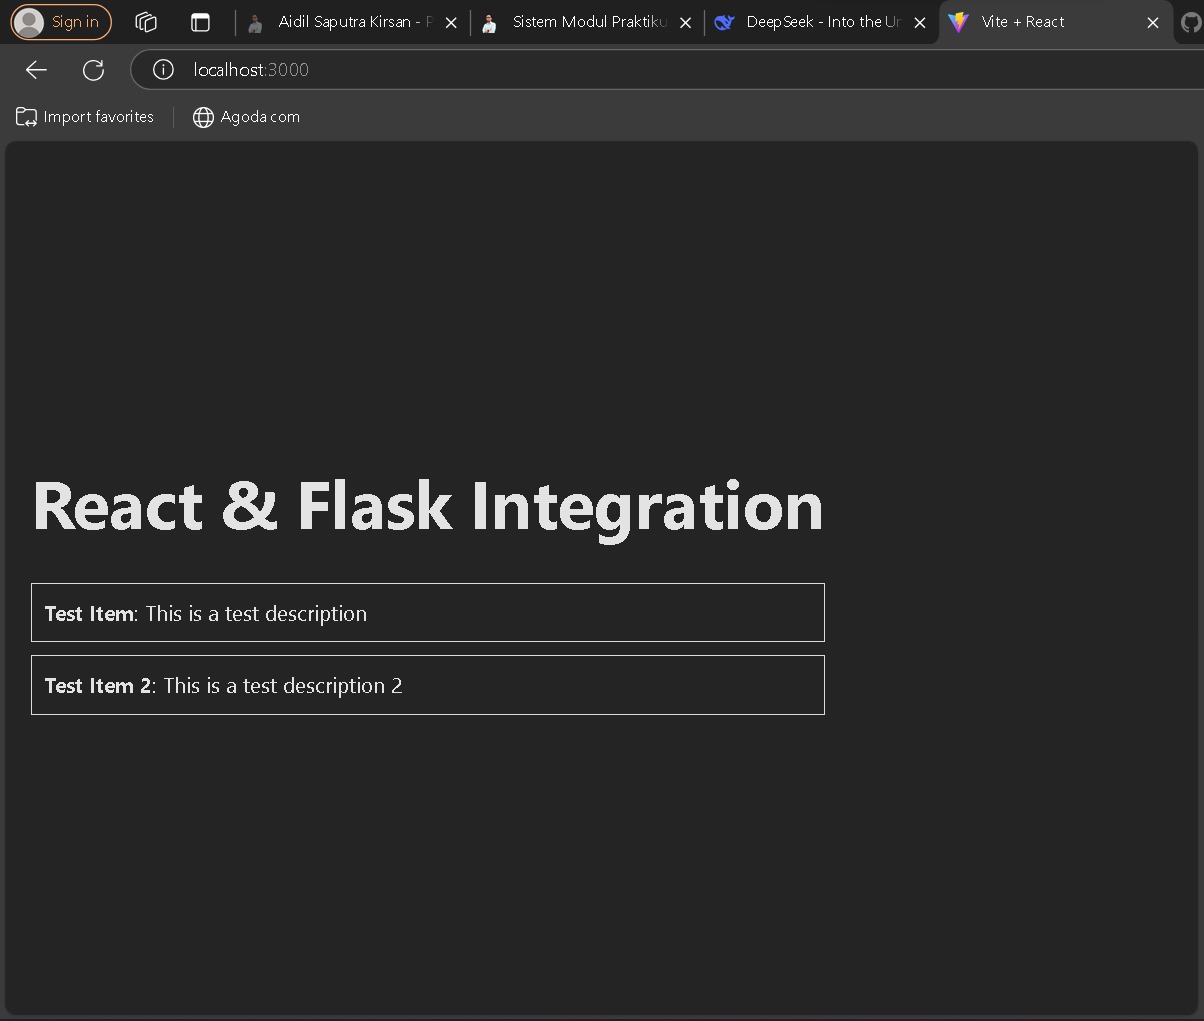 Sign in
Aidil Saputra Kirsan -
Sistem Modul Praktiku
DeepSeek - Into the Un
Vite + React
localhost:3000
Import favorites
Agoda.com
React & Flask Integration
Test Item: This is a test description
Test Item 2: This is a test description 2